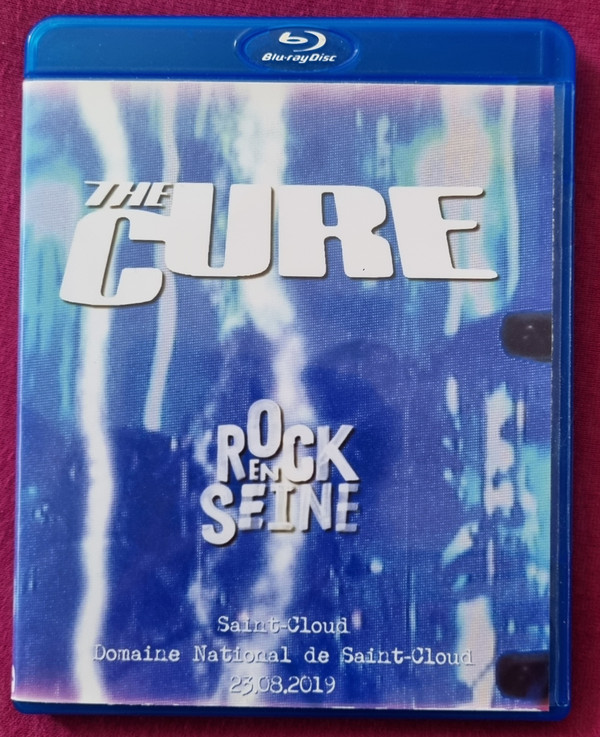 Blu-ray Disc
THE
CURE
ROCK
EN
SEINE
Saint-Cloud
Domaine National de Saint-Cloud
23.08.2019